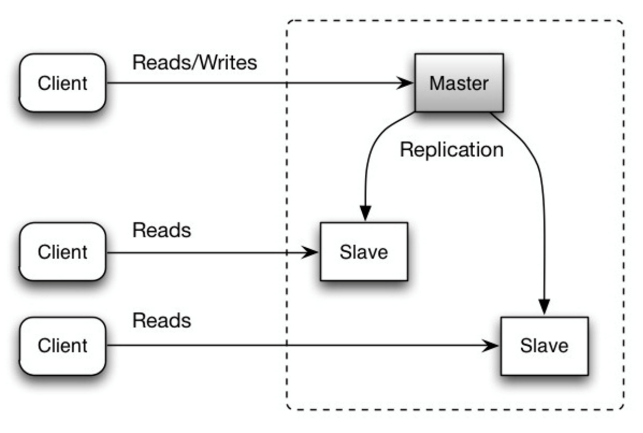 Client
Reads/Writes
Master
Replication
Client
Reads
Slave
Client
Reads
Slave